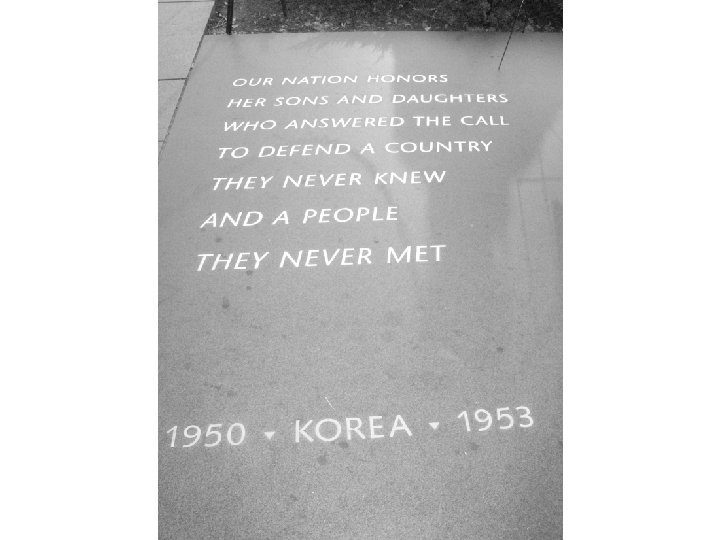 OUR NATION HONORS
HER SONS AND DAUGHTERS
WHO ANSWERED THE CALL
TO DEFEND A COUNTRY
THEY NEVER KNEW
AND A PEOPLE
THEY NEVER MET
1950 ▾ KOREA ▾ 1953